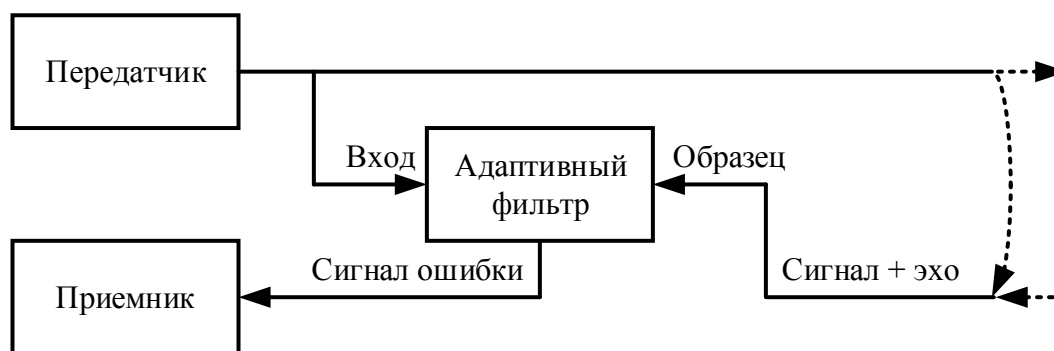 Передатчик
Вход
Адаптивный
фильтр
Образец
Приемник
Сигнал ошибки
Сигнал + эхо